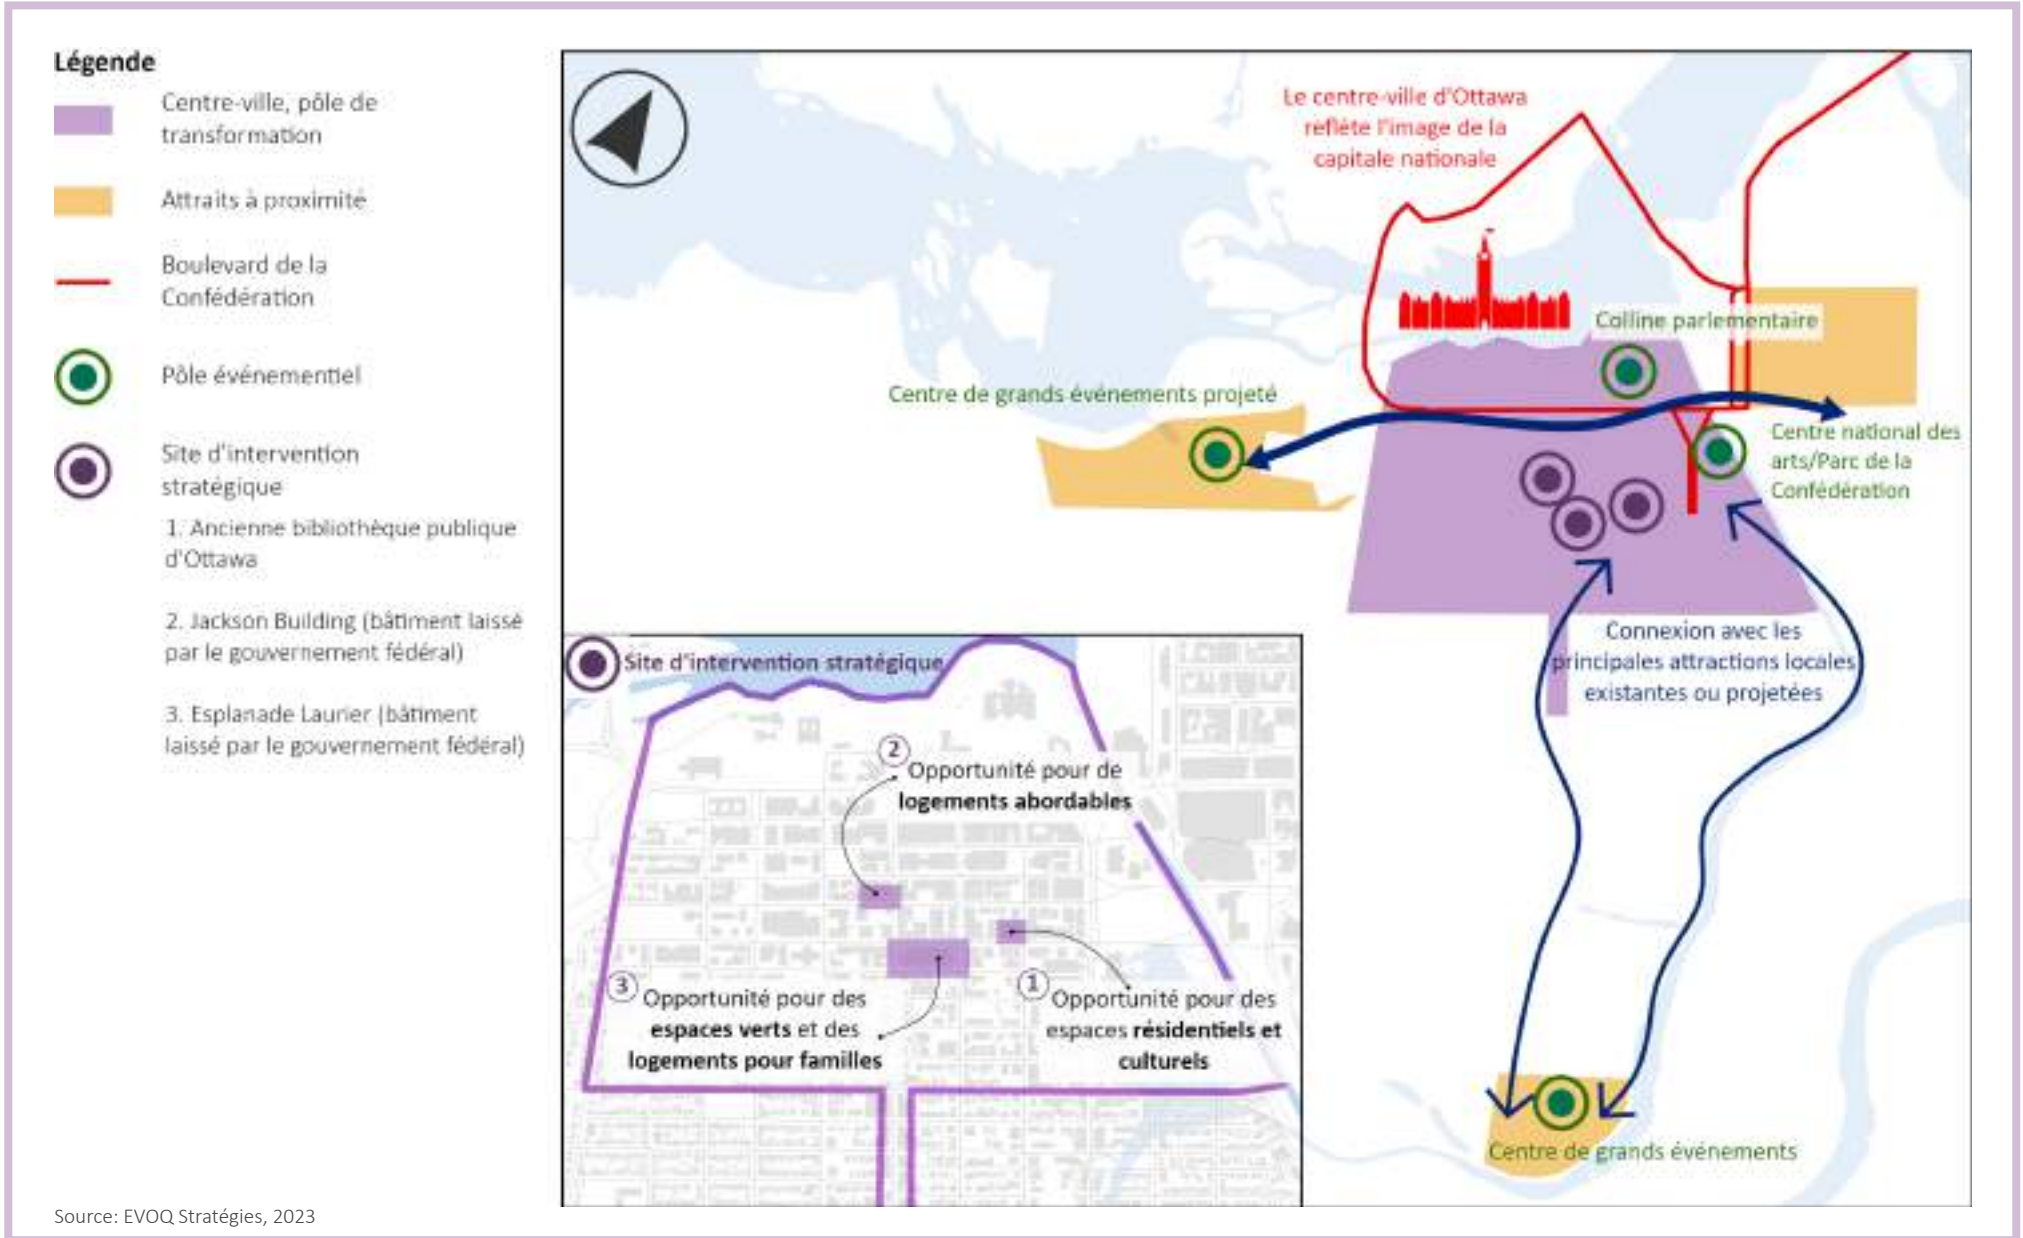 Légende
Centre-ville, pôle de
transformation
Attraits à proximité
Boulevard de la
Confédération
Pôle événementiel
Site d'intervention
stratégique
1. Ancienne bibliothèque publique
d'Ottawa
2. Jackson Building (bâtiment laissé
par le gouvernement fédéral)
3. Esplanade Laurier (bâtiment
laissé par le gouvernement fédéral)
Le centre-ville d'Ottawa
reflète l'image de la
capitale nationale
Colline parlementaire
Centre de grands événements projeté
Centre national des
arts/Parc de la
Confédération
Connexion avec les
principales attractions locales
existantes ou projetées
Centre de grands événements
Site d'intervention stratégique
2
Opportunité pour de
logements abordables
3
Opportunité pour des
espaces verts et des
logements pour familles
1
Opportunité pour des
espaces résidentiels et
culturels
Source: EVOQ Stratégies, 2023